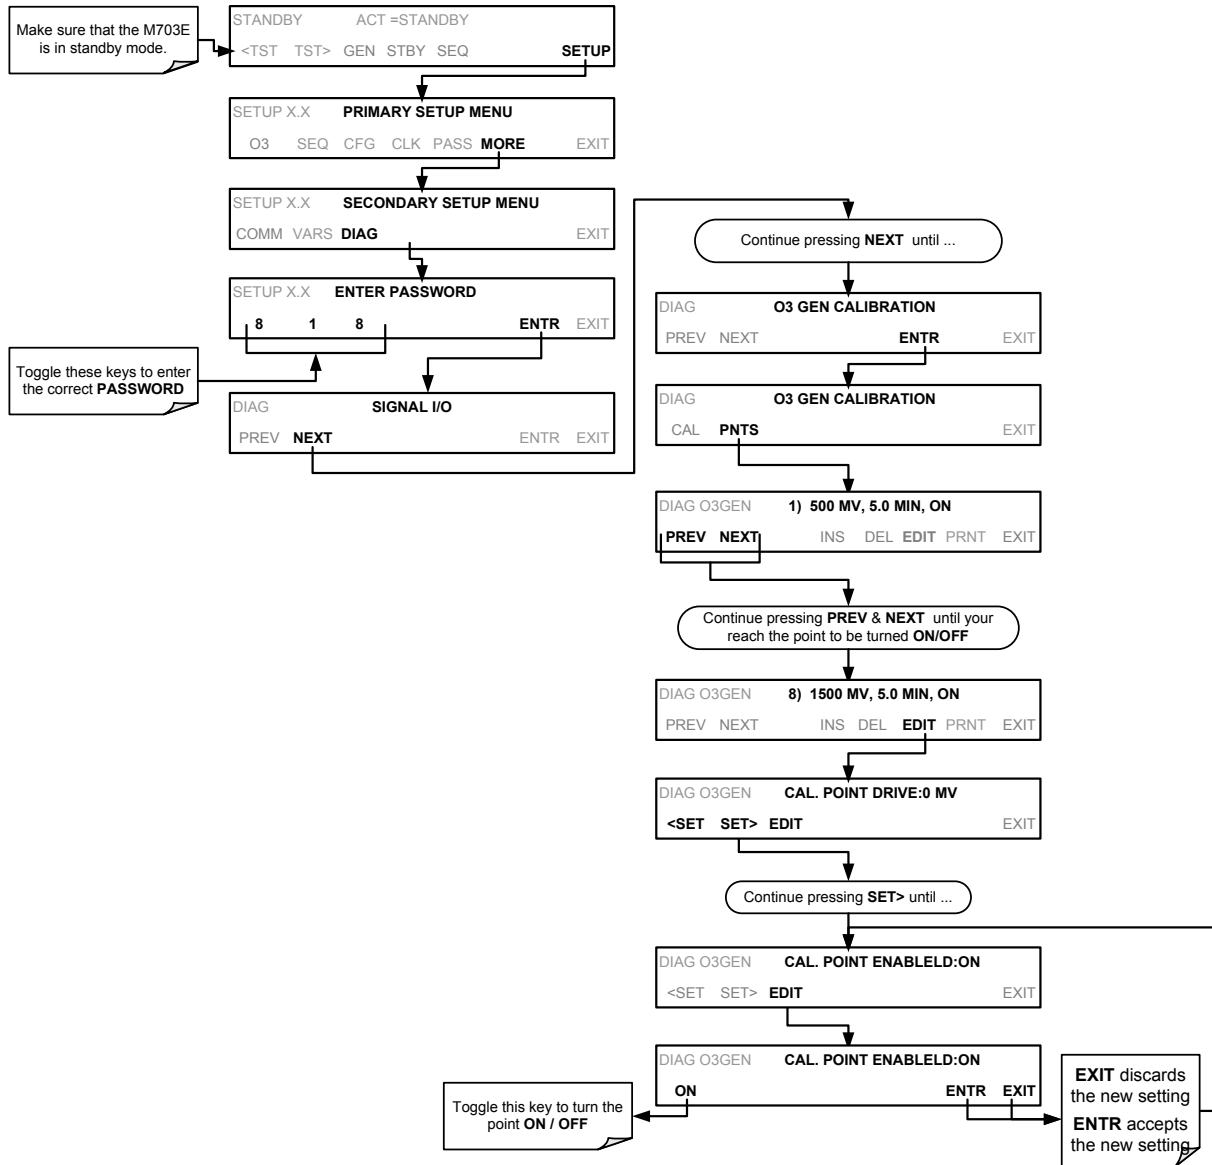 Make sure that the M703E
is in standby mode.
STANDBY ACT =STANDBY
<TST TST> GEN STBY SEQ SETUP
SETUP X.X PRIMARY SETUP MENU
O3 SEQ CFG CLK PASS MORE EXIT
SETUP X.X SECONDARY SETUP MENU
COMM VARS DIAG EXIT
SETUP X.X ENTER PASSWORD
8 1 8 ENTR EXIT
Toggle these keys to enter
the correct PASSWORD
DIAG SIGNAL I/O
PREV NEXT ENTR EXIT
Continue pressing NEXT until ...
DIAG O3 GEN CALIBRATION
PREV NEXT ENTR EXIT
DIAG O3 GEN CALIBRATION
CAL PNTS EXIT
DIAG O3GEN 1) 500 MV, 5.0 MIN, ON
PREV NEXT INS DEL EDIT PRNT EXIT
Continue pressing PREV & NEXT until your
reach the point to be turned ON/OFF
DIAG O3GEN 8) 1500 MV, 5.0 MIN, ON
PREV NEXT INS DEL EDIT PRNT EXIT
DIAG O3GEN CAL. POINT DRIVE:0 MV
<SET SET> EDIT EXIT
Continue pressing SET> until ...
DIAG O3GEN CAL. POINT ENABLELD:ON
<SET SET> EDIT EXIT
DIAG O3GEN CAL. POINT ENABLELD:ON
ON ENTR EXIT
Toggle this key to turn the
point ON / OFF
EXIT discards
the new setting
ENTR accepts
the new setting